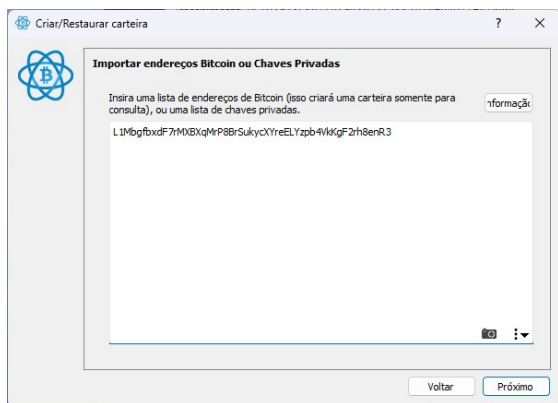 Criar/Restaurar carteira
Importar endereços Bitcoin ou Chaves Privadas
Insira uma lista de endereços de Bitcoin (isso criará uma carteira somente para
consulta), ou uma lista de chaves privadas.
L1MbgfbxdF7rMXBXqMrP8BrSukycXYreELYzpb4VkKgF2rh8enR3
Voltar
Próximo